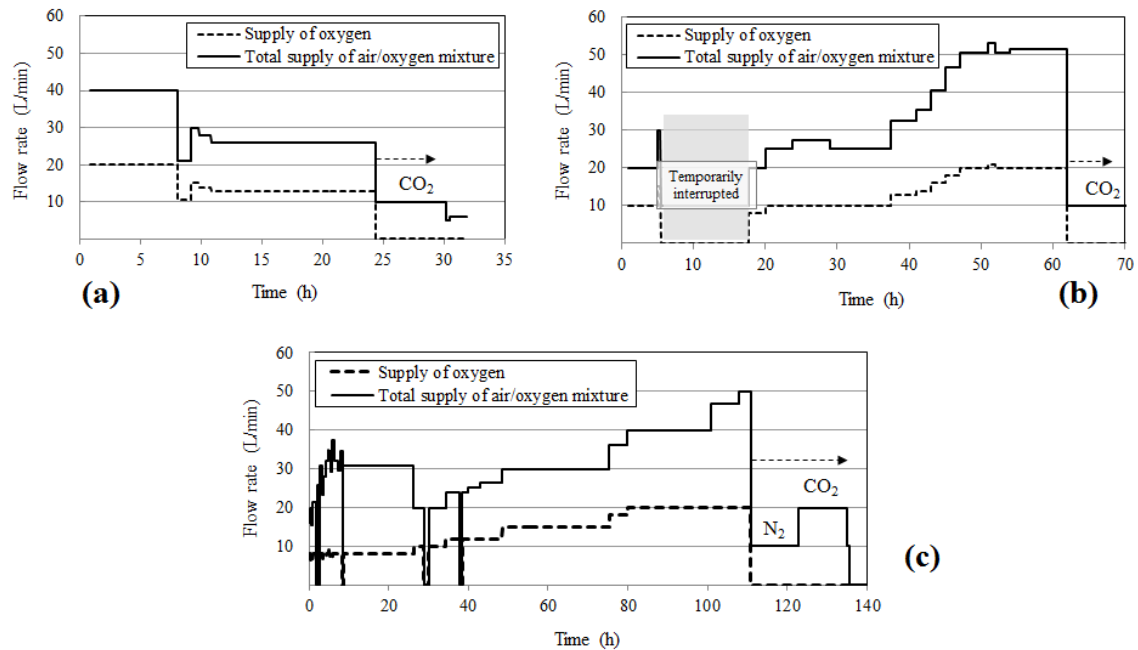 60
50
40
30
20
10
Flow rate (L/min)
Supply of oxygen
Total supply of air/oxygen mixture
CO2
0 5 10 15 20 25 30 35
Time (h)
(a)
60
50
40
30
20
10
Flow rate (L/min)
Supply of oxygen
Total supply of air/oxygen mixture
Temporarily
interrupted
CO2
0 10 20 30 40 50 60 70
Time (h)
(b)
60
50
40
30
20
10
Flow rate (L/min)
Supply of oxygen
Total supply of air/oxygen mixture
CO2
N2
0 20 40 60 80 100 120 140
Time (h)
(c)